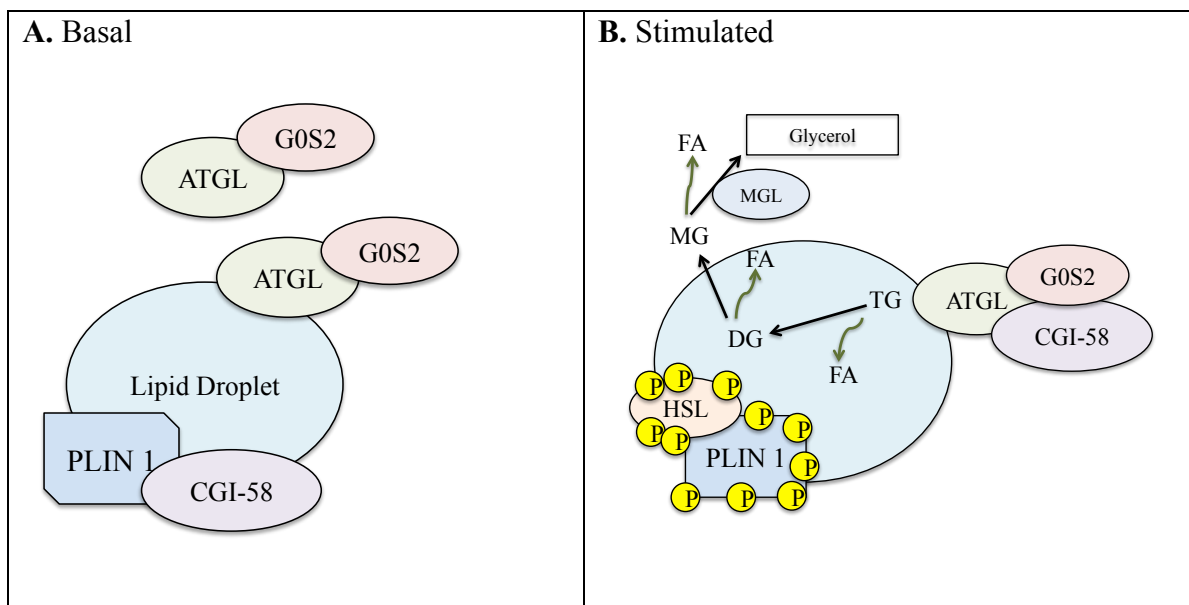 A. Basal
G0S2
ATGL
G0S2
ATGL
Lipid Droplet
PLIN 1
CGI-58
B. Stimulated
FA
Glycerol
MGL
MG
FA
TG
ATGL
G0S2
CGI-58
DG
FA
P
P
P
HSL
P
P
P
P
PLIN 1
P
P
P
P